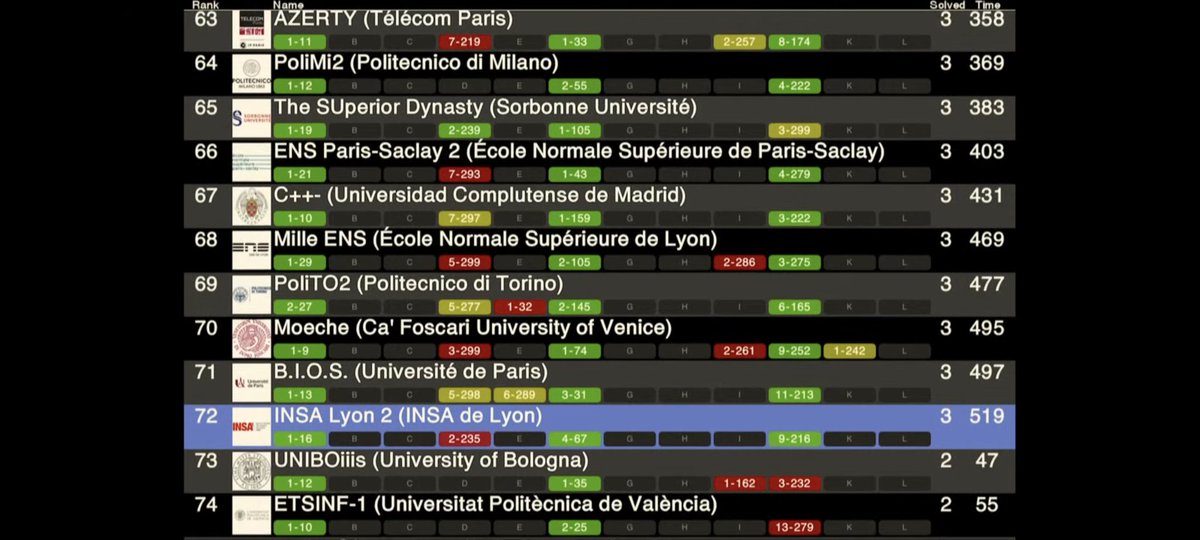 Rank Name Solved Time
63 AZERTY (Télécom Paris) 3 358
1-11 B C 7-219 E 1-33 G H 2-257 8-174 K L
64 PoliMi2 (Politecnico di Milano) 3 369
POLITECNICO
MILANO 1863
1-12 B C D E 2-55 G H I 4-222 K L
65 The SUperior Dynasty (Sorbonne Université) 3 383
SORBONNE
UNIVERSITÉ
1-19 B C 2-239 E 1-105 G H I 3-299 K L
66 ENS Paris-Saclay 2 (École Normale Supérieure de Paris-Saclay) 3 403
1-21 B C 7-293 E 1-43 G H I 4-279 K L
67 C++- (Universidad Complutense de Madrid) 3 431
1-10 B C 7-297 E 1-159 G H I 3-222 K L
68 Mille ENS (École Normale Supérieure de Lyon) 3 469
ENS
1-29 B C 5-299 E 2-105 G H 2-286 3-275 K L
69 PoliTO2 (Politecnico di Torino) 3 477
2-27 B C 5-277 1-32 2-145 G H I 6-165 K L
70 Moeche (Ca' Foscari University of Venice) 3 495
1-9 B C 3-299 E 1-74 G H 2-261 9-252 1-242 L
71 B.I.O.S. (Université de Paris) 3 497
Université
de Paris
1-13 B C 5-298 6-289 3-31 G H I 11-213 K L
72 INSA Lyon 2 (INSA de Lyon) 3 519
INSA
1-16 B C 2-235 E 4-67 G H I 9-216 K L
73 UNIBOiiis (University of Bologna) 2 47
1-12 B C D E 1-35 G H 1-162 3-232 K L
74 ETSINF-1 (Universitat Politècnica de València) 2 55
1-10 B C D E 2-25 G H I 13-279 K L